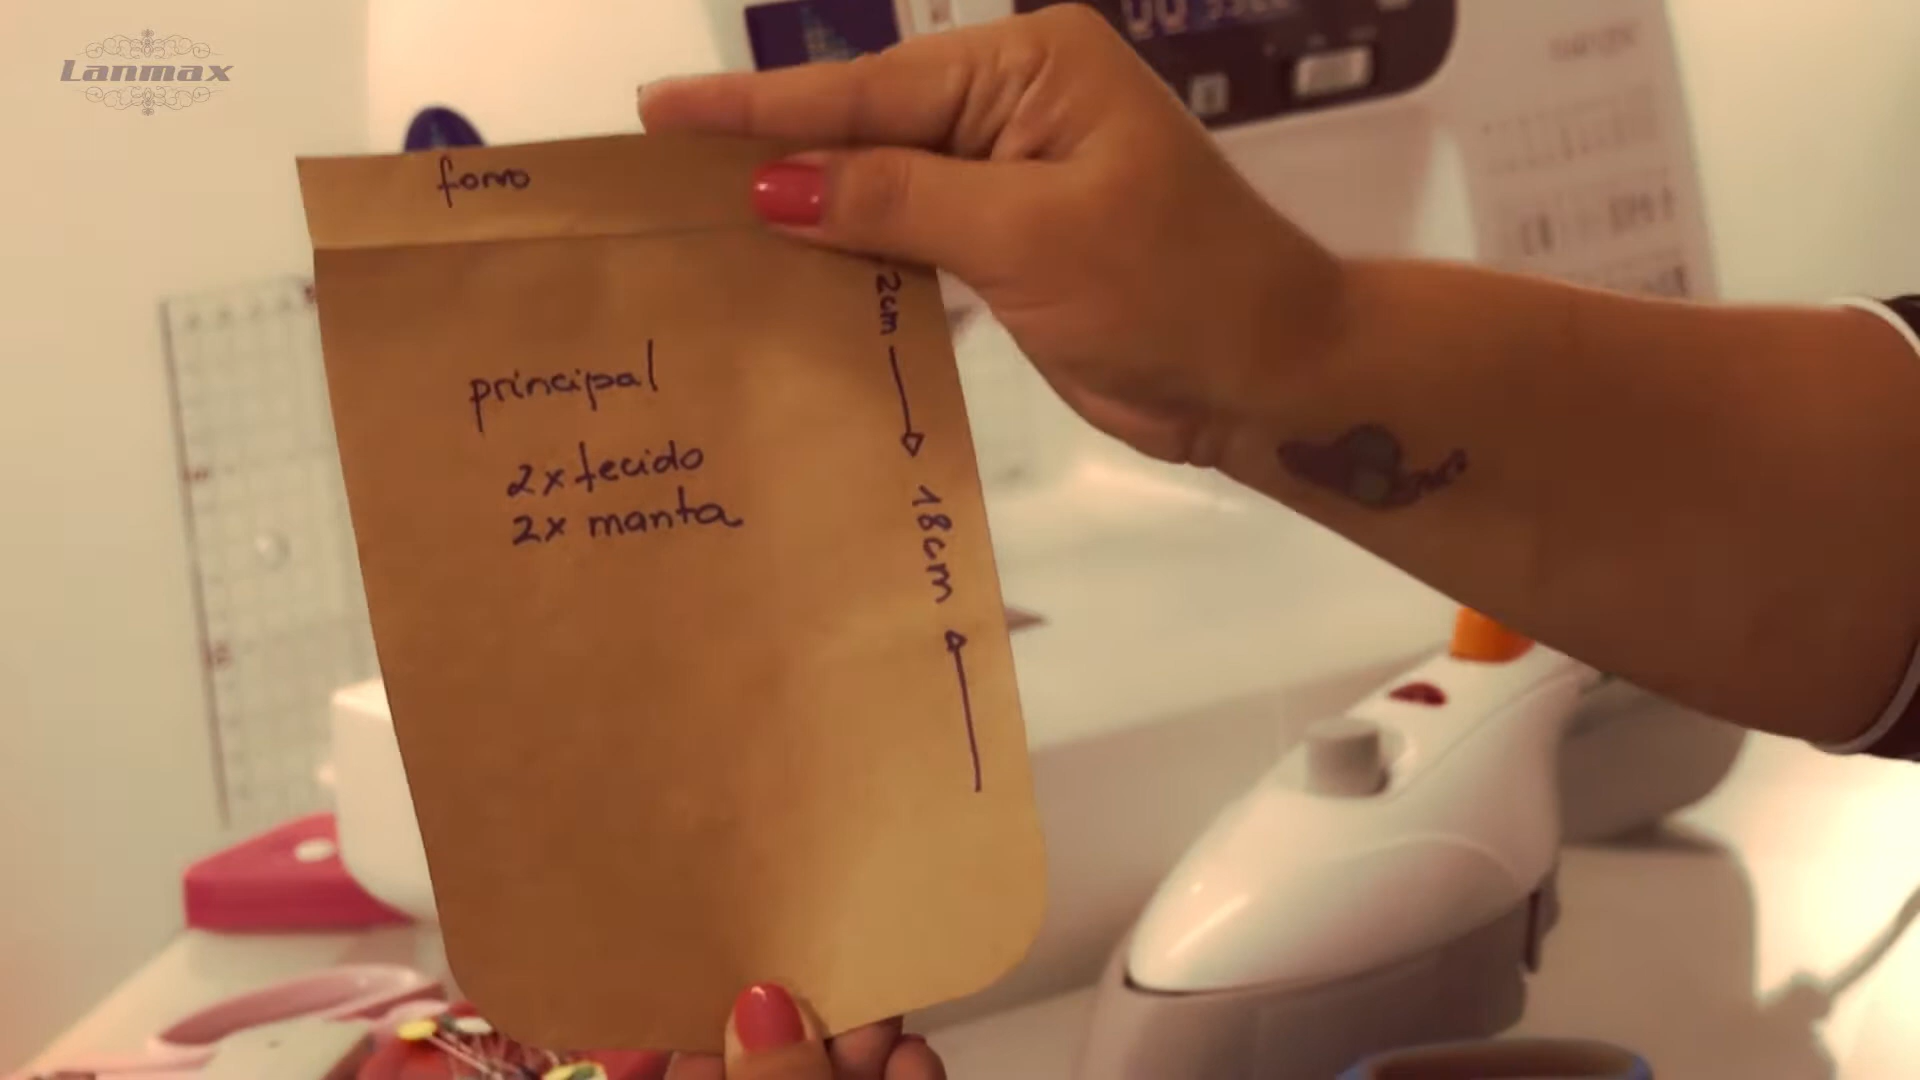 Lanmax
forro
2cm
principal
2x tecido
2x manta
18cm